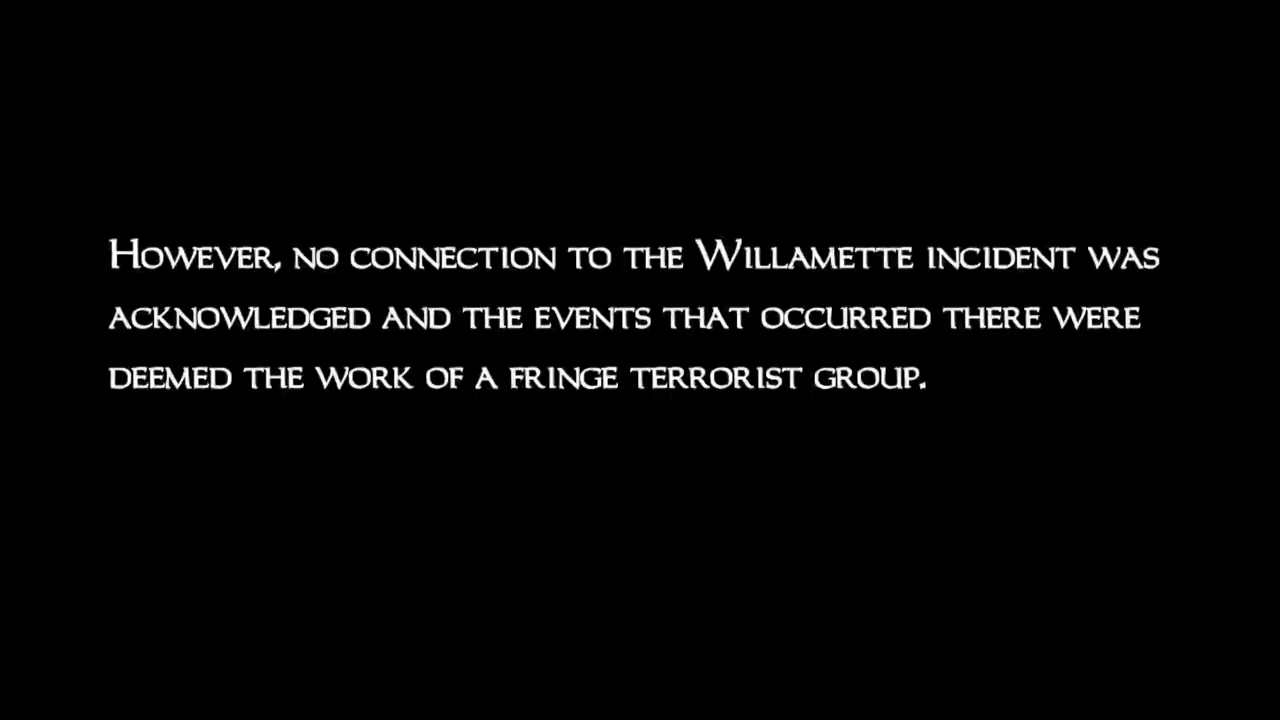 However, no connection to the Willamette incident was
acknowledged and the events that occurred there were
deemed the work of a fringe terrorist group.